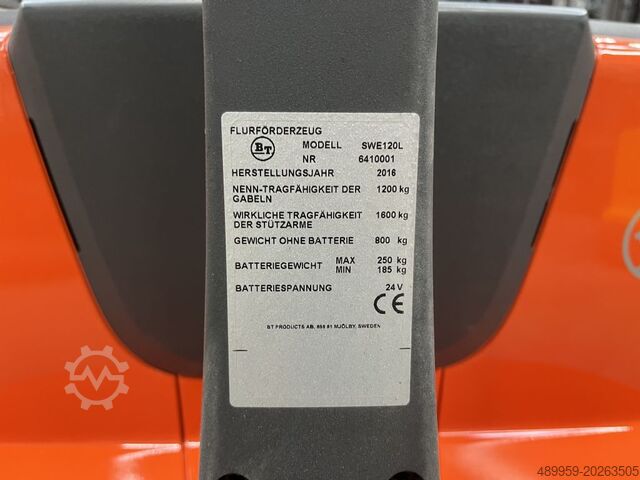 FLURFÖRDERZEUG
BT MODELL SWE120L
NR 6410001
HERSTELLUNGSJAHR 2016
NENN-TRAGFÄHIGKEIT DER 1200 kg
GABELN
WIRKLICHE TRAGFÄHIGKEIT 1600 kg
DER STÜTZARME
GEWICHT OHNE BATTERIE 800 kg
BATTERIEGEWICHT MAX 250 kg
MIN 185 kg
BATTERIESPANNUNG 24 V
CE
BT PRODUCTS AB, 595 81 MJÖLBY, SWEDEN
489959-20263505